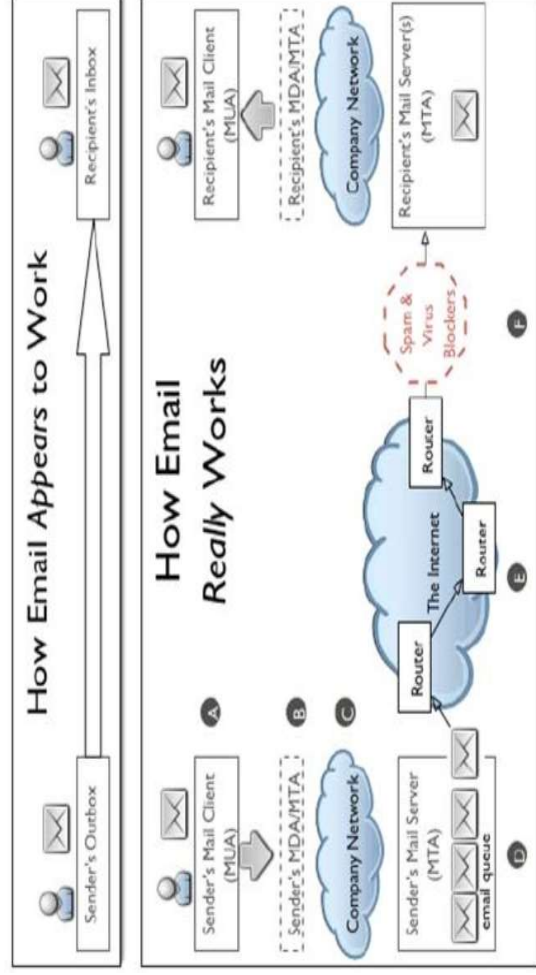 How Email Appears to Work
Sender's Outbox
Recipient's Inbox
How Email
Really Works
Sender's Mail Client
(MUA)
A
Recipient's Mail Client
(MUA)
Sender's MDA/MTA
B
Recipient's MDA/MTA
Company Network
C
Company Network
Sender's Mail Server
(MTA)
email queue
D
Router
The Internet
Router
Router
E
Spam &
Virus
Blockers
F
Recipient's Mail Server(s)
(MTA)